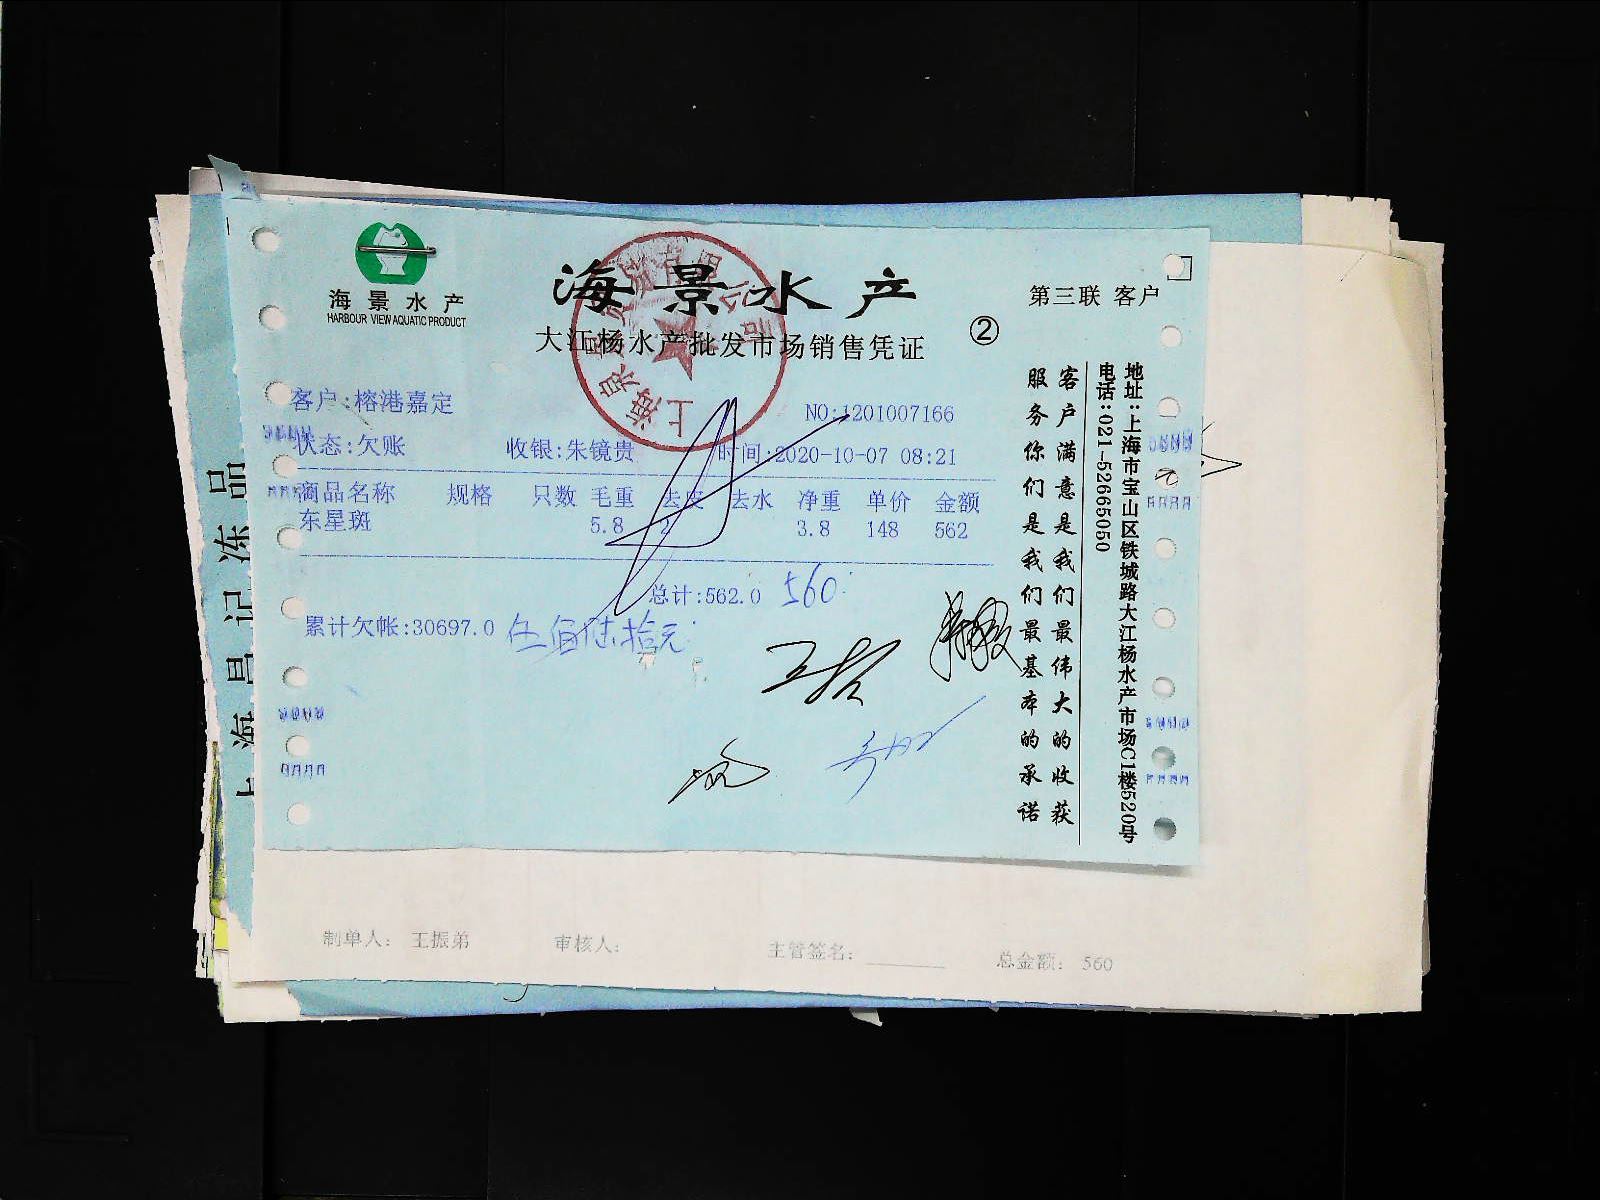 海景水产
HARBOUR VIEW AQUATIC PRODUCT
海景水产
大江杨水产批发市场销售凭证
②
第三联 客户
客户:榕港嘉定
NO:1201007166
状态:欠账 收银:朱镜贵 时间:2020-10-07 08:21
商品名称 规格 只数 毛重 去皮 去水 净重 单价 金额
东星斑 5.8 2 3.8 148 562
总计:562.0 560
累计欠帐:30697.0 伍佰陆拾元
客户满意是我们最伟大的收获
服务你们是我们最基本的承诺
地址:上海市宝山区铁城路大江杨水产市场C1楼520号
电话:021-52665050
上海昌记冻品
制单人: 王振弟 审核人: 主管签名: 总金额: 560